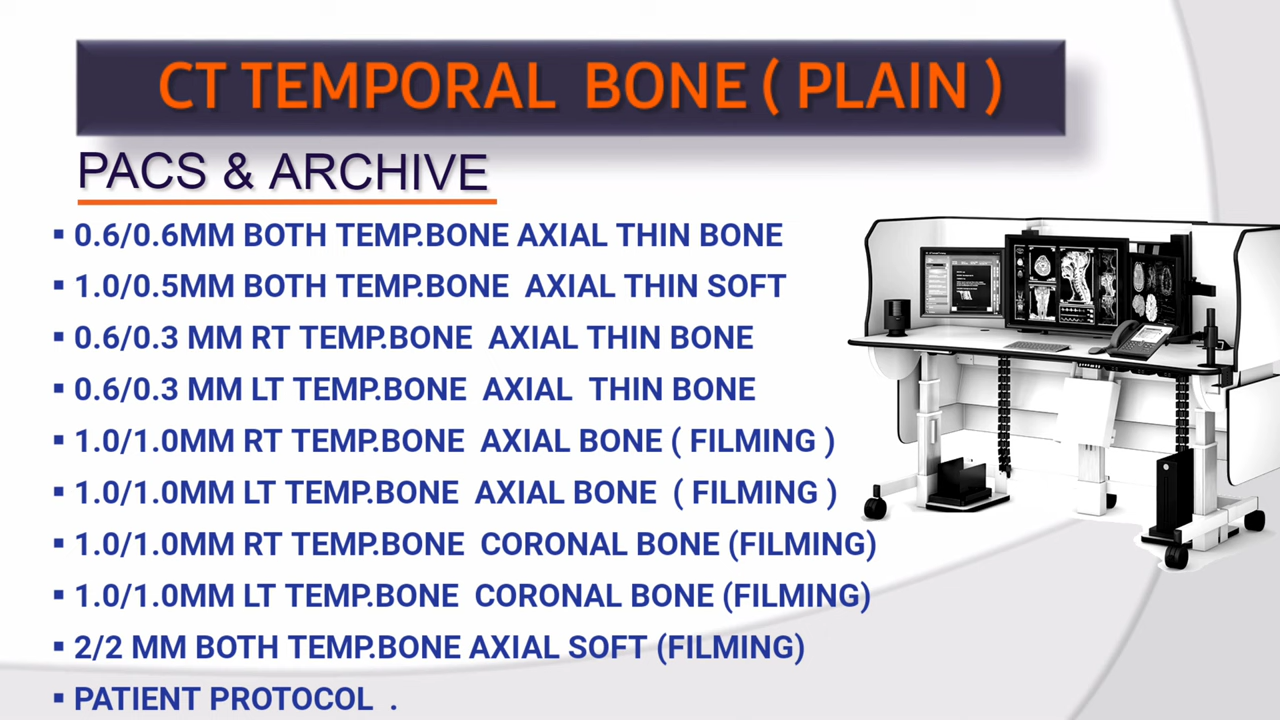 CT TEMPORAL BONE ( PLAIN )
PACS & ARCHIVE
▪ 0.6/0.6MM BOTH TEMP.BONE AXIAL THIN BONE
▪ 1.0/0.5MM BOTH TEMP.BONE AXIAL THIN SOFT
▪ 0.6/0.3 MM RT TEMP.BONE AXIAL THIN BONE
▪ 0.6/0.3 MM LT TEMP.BONE AXIAL THIN BONE
▪ 1.0/1.0MM RT TEMP.BONE AXIAL BONE ( FILMING )
▪ 1.0/1.0MM LT TEMP.BONE AXIAL BONE ( FILMING )
▪ 1.0/1.0MM RT TEMP.BONE CORONAL BONE (FILMING)
▪ 1.0/1.0MM LT TEMP.BONE CORONAL BONE (FILMING)
▪ 2/2 MM BOTH TEMP.BONE AXIAL SOFT (FILMING)
▪ PATIENT PROTOCOL .